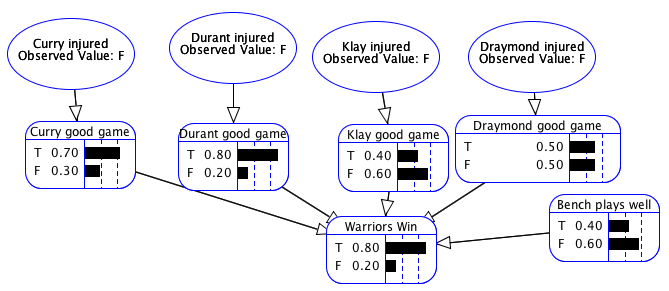 Curry injured
Observed Value: F
Durant injured
Observed Value: F
Klay injured
Observed Value: F
Draymond injured
Observed Value: F
Curry good game
T 0.70
F 0.30
Durant good game
T 0.80
F 0.20
Klay good game
T 0.40
F 0.60
Draymond good game
T 0.50
F 0.50
Bench plays well
T 0.40
F 0.60
Warriors Win
T 0.80
F 0.20